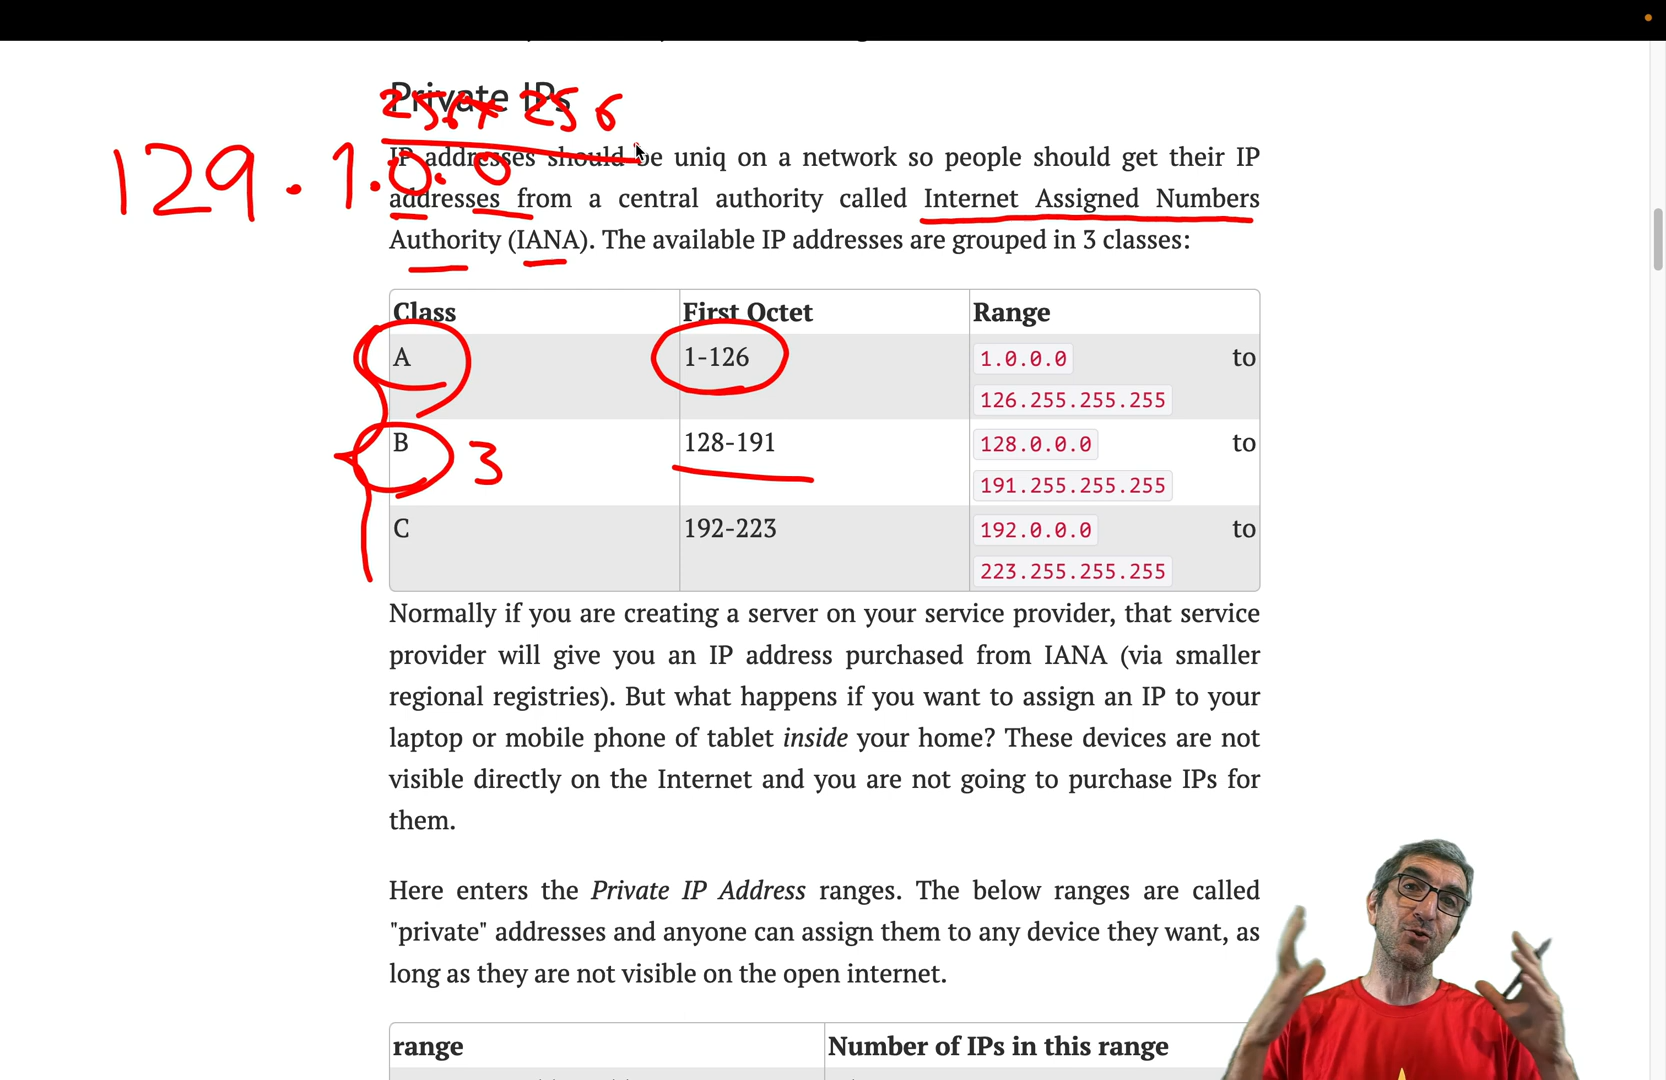 Private IPs
256 * 256
129.1.0.0
IP addresses should be uniq on a network so people should get their IP
addresses from a central authority called Internet Assigned Numbers
Authority (IANA). The available IP addresses are grouped in 3 classes:
Class First Octet Range
A 1-126 1.0.0.0 to
126.255.255.255
B 3 128-191 128.0.0.0 to
191.255.255.255
C 192-223 192.0.0.0 to
223.255.255.255
Normally if you are creating a server on your service provider, that service
provider will give you an IP address purchased from IANA (via smaller
regional registries). But what happens if you want to assign an IP to your
laptop or mobile phone of tablet inside your home? These devices are not
visible directly on the Internet and you are not going to purchase IPs for
them.
Here enters the Private IP Address ranges. The below ranges are called
"private" addresses and anyone can assign them to any device they want, as
long as they are not visible on the open internet.
range Number of IPs in this range